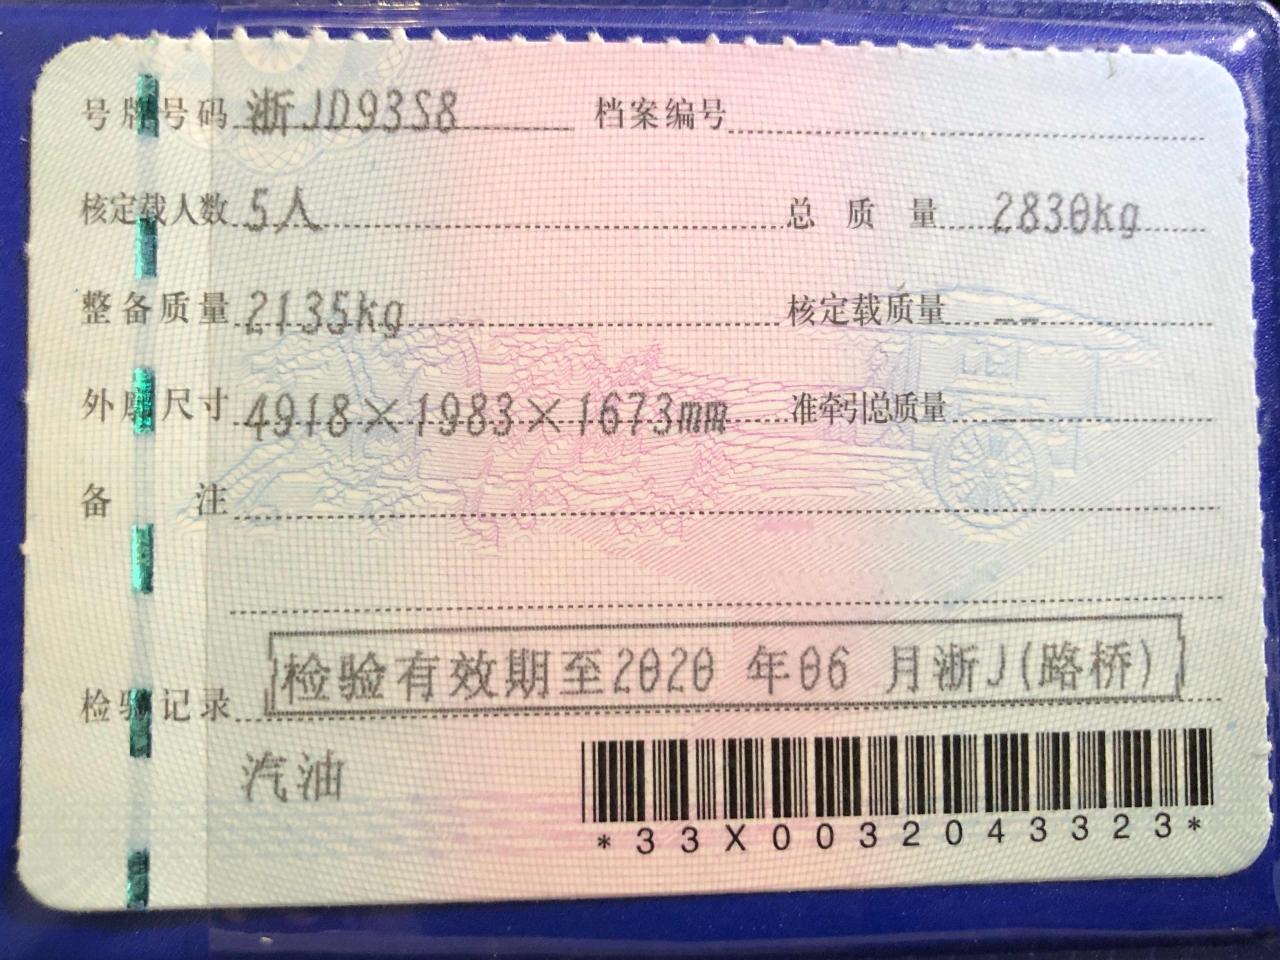 号牌号码 浙JD93S8 档案编号
核定载人数 5人 总质量 2830kg
整备质量 2135kg 核定载质量 --
外廓尺寸 4918×1983×1673mm 准牵引总质量 --
备注
检验有效期至2020 年06 月浙J(路桥)
检验记录
汽油
*33X0032043323*